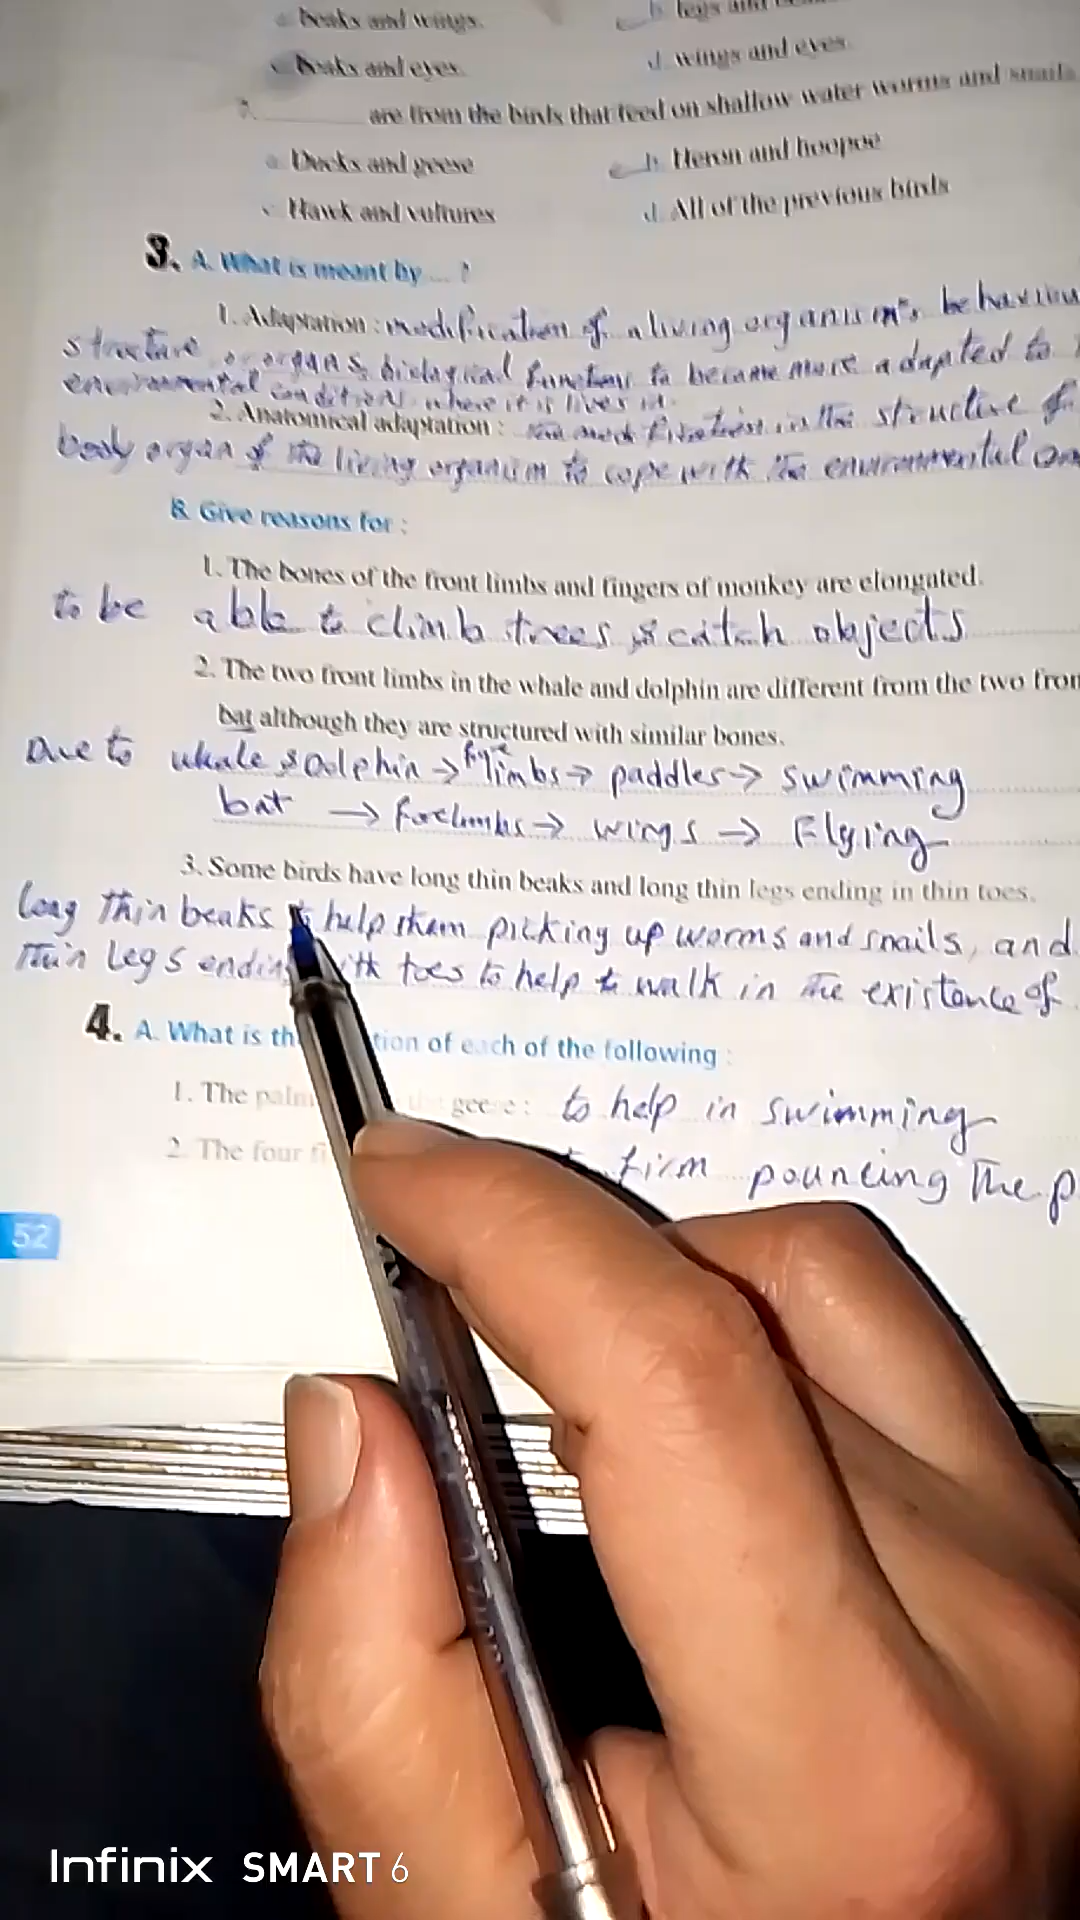 a. beaks and wings.
b. legs and
c. beaks and eyes.
d. wings and eyes.
are from the birds that feed on shallow water worms and snails
a. Ducks and geese
b. Heron and hoopoe
c. Hawk and vultures
d. All of the previous birds
3. A. What is meant by ... ?
1. Adaptation : modification of a living organism's behaviour
structure, or organs biological functions to become more adapted to
environmental conditions where it is lives in.
2. Anatomical adaptation : the modification in the structure of
body organ of the living organism to cope with the environmental
B. Give reasons for :
1. The bones of the front limbs and fingers of monkey are elongated.
to be able to climb trees & catch objects
2. The two front limbs in the whale and dolphin are different from the two
bat although they are structured with similar bones.
Due to whale & Dolphin → fore limbs → paddles → swimming
bat → forelimbs → wings → Flying
3. Some birds have long thin beaks and long thin legs ending in thin toes.
long thin beaks to help them picking up worms and snails, and
thin legs toes to help to walk in the existence of
4. A. What is of each of the following :
1. The geese : to help in swimming
2. The four firm pouncing the
52
Infinix SMART 6